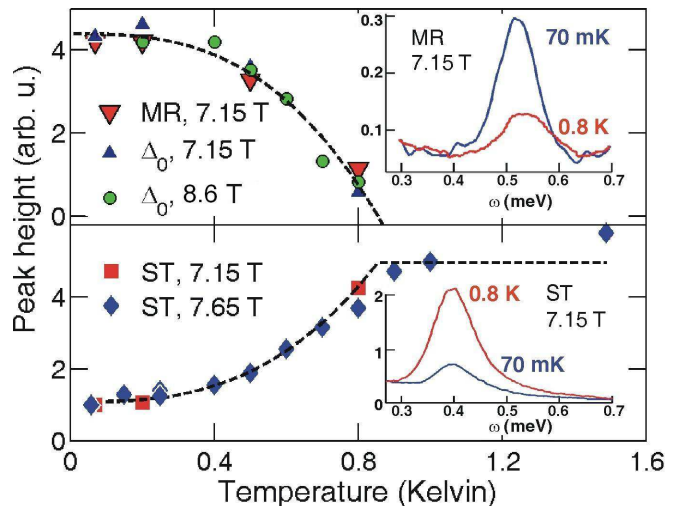 Peak height (arb. u.)
4
2
0
MR, 7.15 T
Δ₀, 7.15 T
Δ₀, 8.6 T
MR
7.15 T
70 mK
0.8 K
0.3
0.2
0.1
0.3 0.4 0.5 0.6 0.7
ω (meV)
4
2
0
ST, 7.15 T
ST, 7.65 T
0.8 K
ST
7.15 T
70 mK
2
1
0
0.3 0.4 0.5 0.6 0.7
ω (meV)
0 0.4 0.8 1.2 1.6
Temperature (Kelvin)